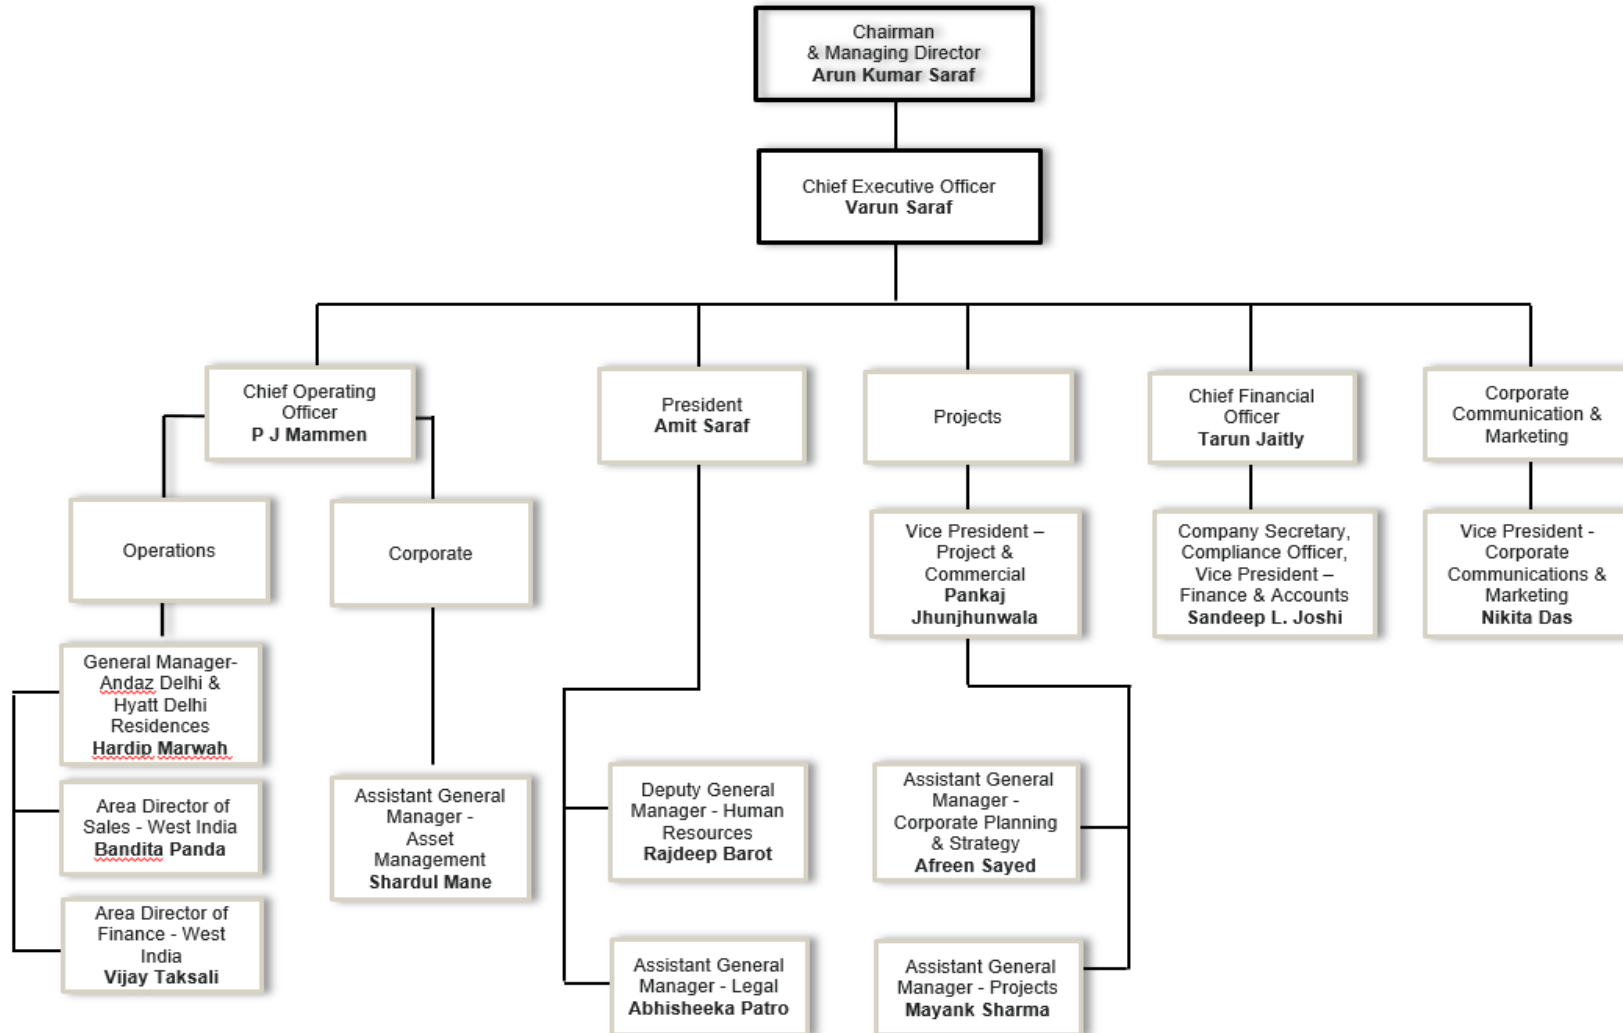 Chairman
& Managing Director
Arun Kumar Saraf
Chief Executive Officer
Varun Saraf
Chief Operating
Officer
P J Mammen
President
Amit Saraf
Projects
Chief Financial
Officer
Tarun Jaitly
Corporate
Communication &
Marketing
Operations
Corporate
Vice President –
Project &
Commercial
Pankaj
Jhunjhunwala
Company Secretary,
Compliance Officer,
Vice President –
Finance & Accounts
Sandeep L. Joshi
Vice President -
Corporate
Communications &
Marketing
Nikita Das
General Manager-
Andaz Delhi &
Hyatt Delhi
Residences
Hardip Marwah
Area Director of
Sales - West India
Bandita Panda
Area Director of
Finance - West
India
Vijay Taksali
Assistant General
Manager -
Asset
Management
Shardul Mane
Deputy General
Manager - Human
Resources
Rajdeep Barot
Assistant General
Manager - Legal
Abhisheeka Patro
Assistant General
Manager -
Corporate Planning
& Strategy
Afreen Sayed
Assistant General
Manager - Projects
Mayank Sharma